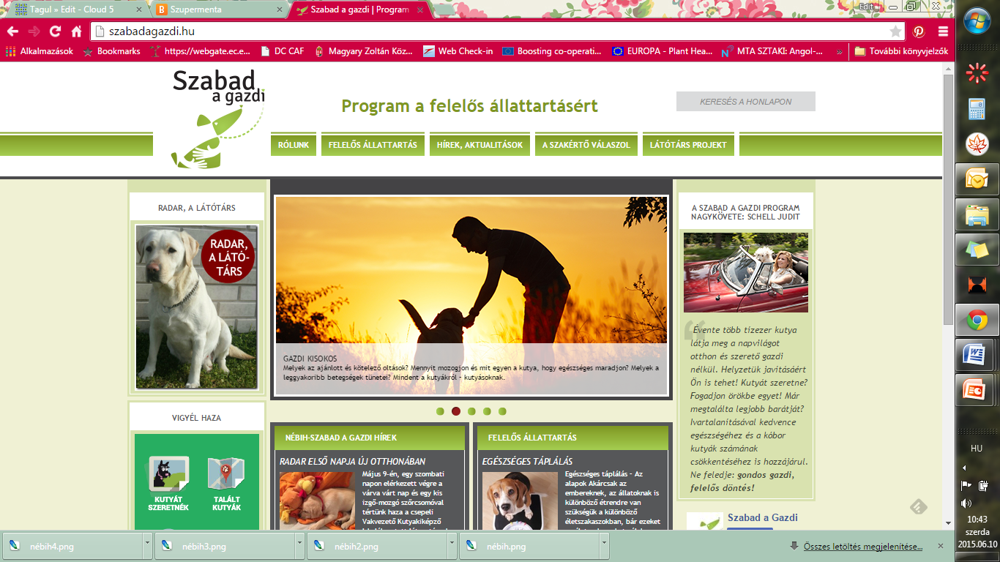 Tagul » Edit - Cloud 5
Szupermenta
Szabad a gazdi | Program
Edit
szabadagazdi.hu
Alkalmazások
Bookmarks
https://webgate.ec.e...
DC CAF
Magyary Zoltán Köz...
Web Check-in
Boosting co-operati...
EUROPA - Plant Hea...
MTA SZTAKI: Angol-...
»
További könyvjelzők
Szabad
a gazdi
Program a felelős állattartásért
KERESÉS A HONLAPON
RÓLUNK
FELELŐS ÁLLATTARTÁS
HÍREK, AKTUALITÁSOK
A SZAKÉRTŐ VÁLASZOL
LÁTÓTÁRS PROJEKT
RADAR, A LÁTÓTÁRS
RADAR,
A LÁTÓ-
TÁRS
VIGYÉL HAZA
KUTYÁT
SZERETNÉK
TALÁLT
KUTYÁK
GAZDI KISOKOS
Melyek az ajánlott és kötelező oltások? Mennyit mozogjon és mit egyen a kutya, hogy egészséges maradjon? Melyek a
leggyakoribb betegségek tünetei? Mindent a kutyákról - kutyásoknak.
NÉBIH-SZABAD A GAZDI HÍREK
RADAR ELSŐ NAPJA ÚJ OTTHONÁBAN
Május 9-én, egy szombati
napon elérkezett végre a
várva várt nap és egy kis
izgő-mozgó szőrcsomóval
tértünk haza a csepeli
Vakvezető Kutyakiképző
FELELŐS ÁLLATTARTÁS
EGÉSZSÉGES TÁPLÁLÁS
Egészséges táplálás - Az
alapok Akárcsak az
embereknek, az állatoknak is
különböző étrendre van
szükségük a különböző
életszakaszokban, bár ezeket
A SZABAD A GAZDI PROGRAM
NAGYKÖVETE: SCHELL JUDIT
“
Évente több tízezer kutya
látja meg a napvilágot
otthon és szerető gazdi
nélkül. Helyzetük javításáért
Ön is tehet! Kutyát szeretne?
Fogadjon örökbe egyet! Már
megtalálta legjobb barátját?
Ivartalanításával kedvence
egészségéhez és a kóbor
kutyák számának
csökkentéséhez is hozzájárul.
Ne feledje: gondos gazdi,
felelős döntés!
Szabad a Gazdi
nébih4.png
nébih3.png
nébih2.png
nébih.png
Összes letöltés megjelenítése...
HU
10:43
szerda
2015.06.10